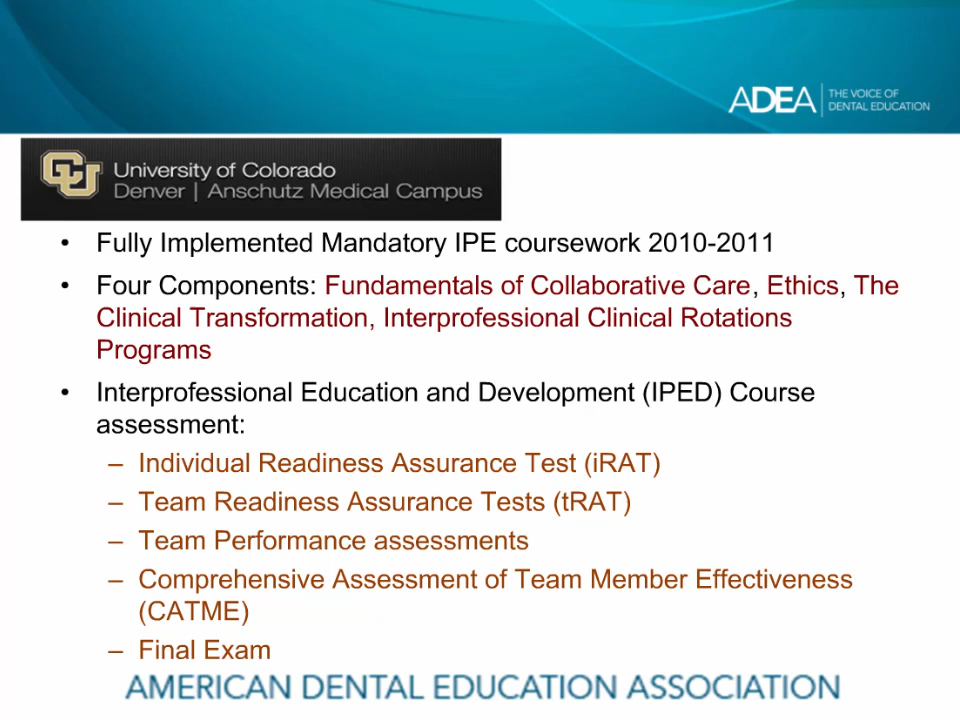 ADEA THE VOICE OF
DENTAL EDUCATION
CU University of Colorado
Denver | Anschutz Medical Campus
• Fully Implemented Mandatory IPE coursework 2010-2011
• Four Components: Fundamentals of Collaborative Care, Ethics, The
Clinical Transformation, Interprofessional Clinical Rotations
Programs
• Interprofessional Education and Development (IPED) Course
assessment:
– Individual Readiness Assurance Test (iRAT)
– Team Readiness Assurance Tests (tRAT)
– Team Performance assessments
– Comprehensive Assessment of Team Member Effectiveness
(CATME)
– Final Exam
AMERICAN DENTAL EDUCATION ASSOCIATION